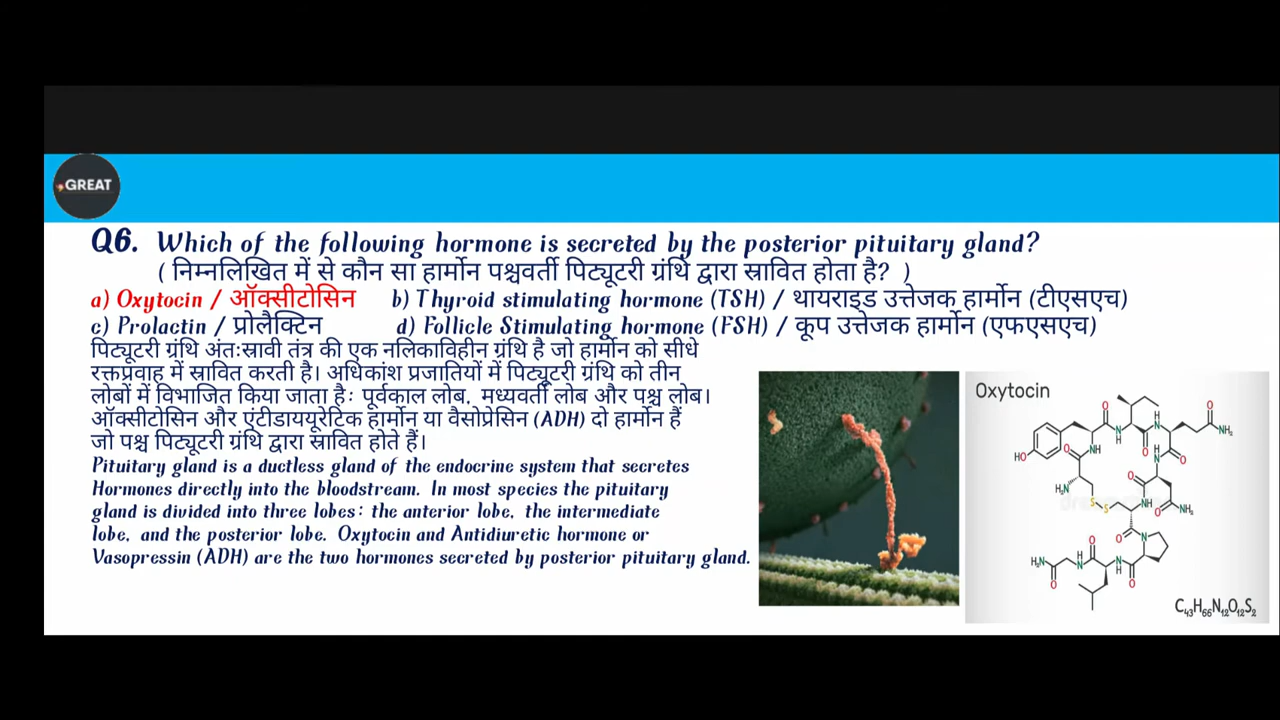 GREAT
Q6. Which of the following hormone is secreted by the posterior pituitary gland?
( निम्नलिखित में से कौन सा हार्मोन पश्चवर्ती पिट्यूटरी ग्रंथि द्वारा स्रावित होता है? )
a) Oxytocin / ऑक्सीटोसिन b) Thyroid stimulating hormone (TSH) / थायराइड उत्तेजक हार्मोन (टीएसएच)
c) Prolactin / प्रोलैक्टिन d) Follicle Stimulating hormone (FSH) / कूप उत्तेजक हार्मोन (एफएसएच)
पिट्यूटरी ग्रंथि अंतःस्रावी तंत्र की एक नलिकाविहीन ग्रंथि है जो हार्मोन को सीधे
रक्तप्रवाह में स्रावित करती है। अधिकांश प्रजातियों में पिट्यूटरी ग्रंथि को तीन
लोबों में विभाजित किया जाता है: पूर्वकाल लोब, मध्यवर्ती लोब और पश्च लोब।
ऑक्सीटोसिन और एंटीडाययूरेटिक हार्मोन या वैसोप्रेसिन (ADH) दो हार्मोन हैं
जो पश्च पिट्यूटरी ग्रंथि द्वारा स्रावित होते हैं।
Pituitary gland is a ductless gland of the endocrine system that secretes
Hormones directly into the bloodstream. In most species the pituitary
gland is divided into three lobes: the anterior lobe, the intermediate
lobe, and the posterior lobe. Oxytocin and Antidiuretic hormone or
Vasopressin (ADH) are the two hormones secreted by posterior pituitary gland.
Oxytocin
O H N O NH₂
HO NH N H O N H O
O H₂N S S NH O NH₂
H₂N O N H O N H O N
C₄₃H₆₆N₁₂O₁₂S₂